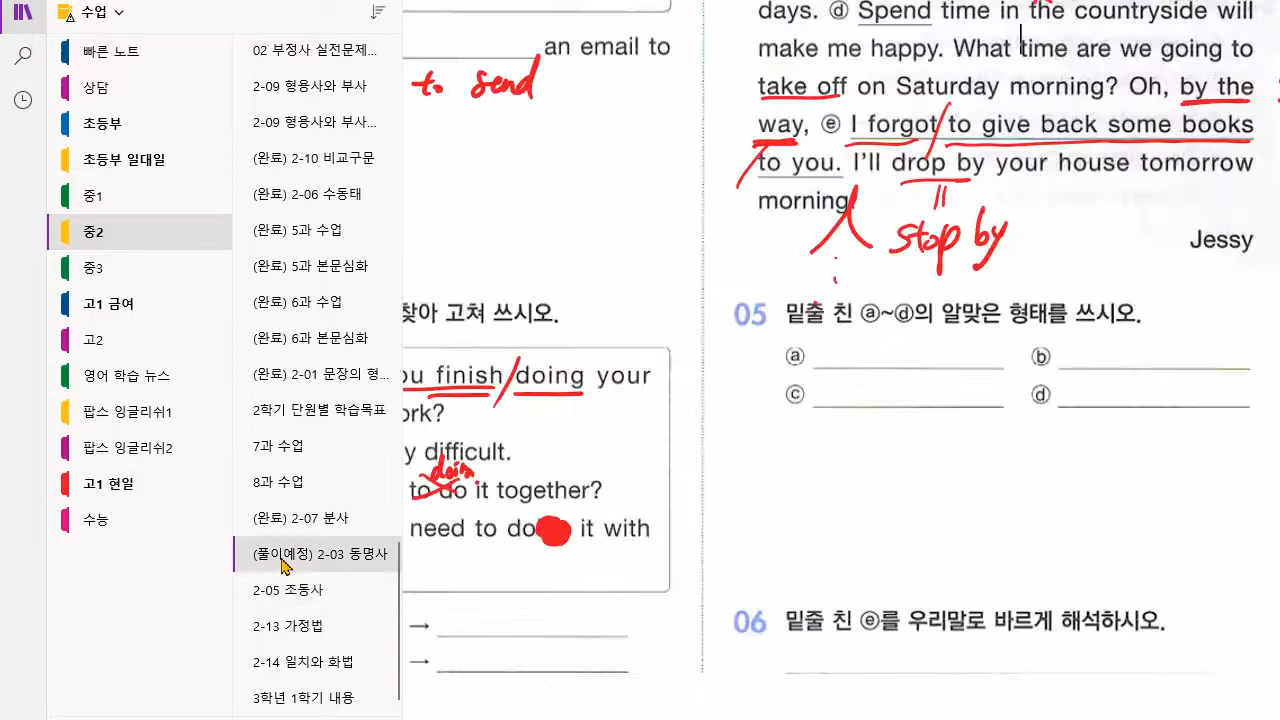 수업
빠른 노트
상담
초등부
초등부 일대일
중1
중2
중3
고1 금여
고2
영어 학습 뉴스
팝스 잉글리쉬1
팝스 잉글리쉬2
고1 현일
수능
02 부정사 실전문제...
2-09 형용사와 부사
2-09 형용사와 부사...
(완료) 2-10 비교구문
(완료) 2-06 수동태
(완료) 5과 수업
(완료) 5과 본문심화
(완료) 6과 수업
(완료) 6과 본문심화
(완료) 2-01 문장의 형...
2학기 단원별 학습목표
7과 수업
8과 수업
(완료) 2-07 분사
(풀이예정) 2-03 동명사
2-05 조동사
2-13 가정법
2-14 일치와 화법
3학년 1학기 내용
an email to
to send
찾아 고쳐 쓰시오.
ou finish / doing your
ork?
y difficult.
doing
to do it together?
need to do it with
→
→
days. ⓓ Spend time in the countryside will
make me happy. What time are we going to
take off on Saturday morning? Oh, by the
way, ⓔ I forgot / to give back some books
to you. I'll drop by your house tomorrow
morning.
stop by
Jessy
05 밑줄 친 ⓐ~ⓓ의 알맞은 형태를 쓰시오.
ⓐ ⓑ
ⓒ ⓓ
06 밑줄 친 ⓔ를 우리말로 바르게 해석하시오.